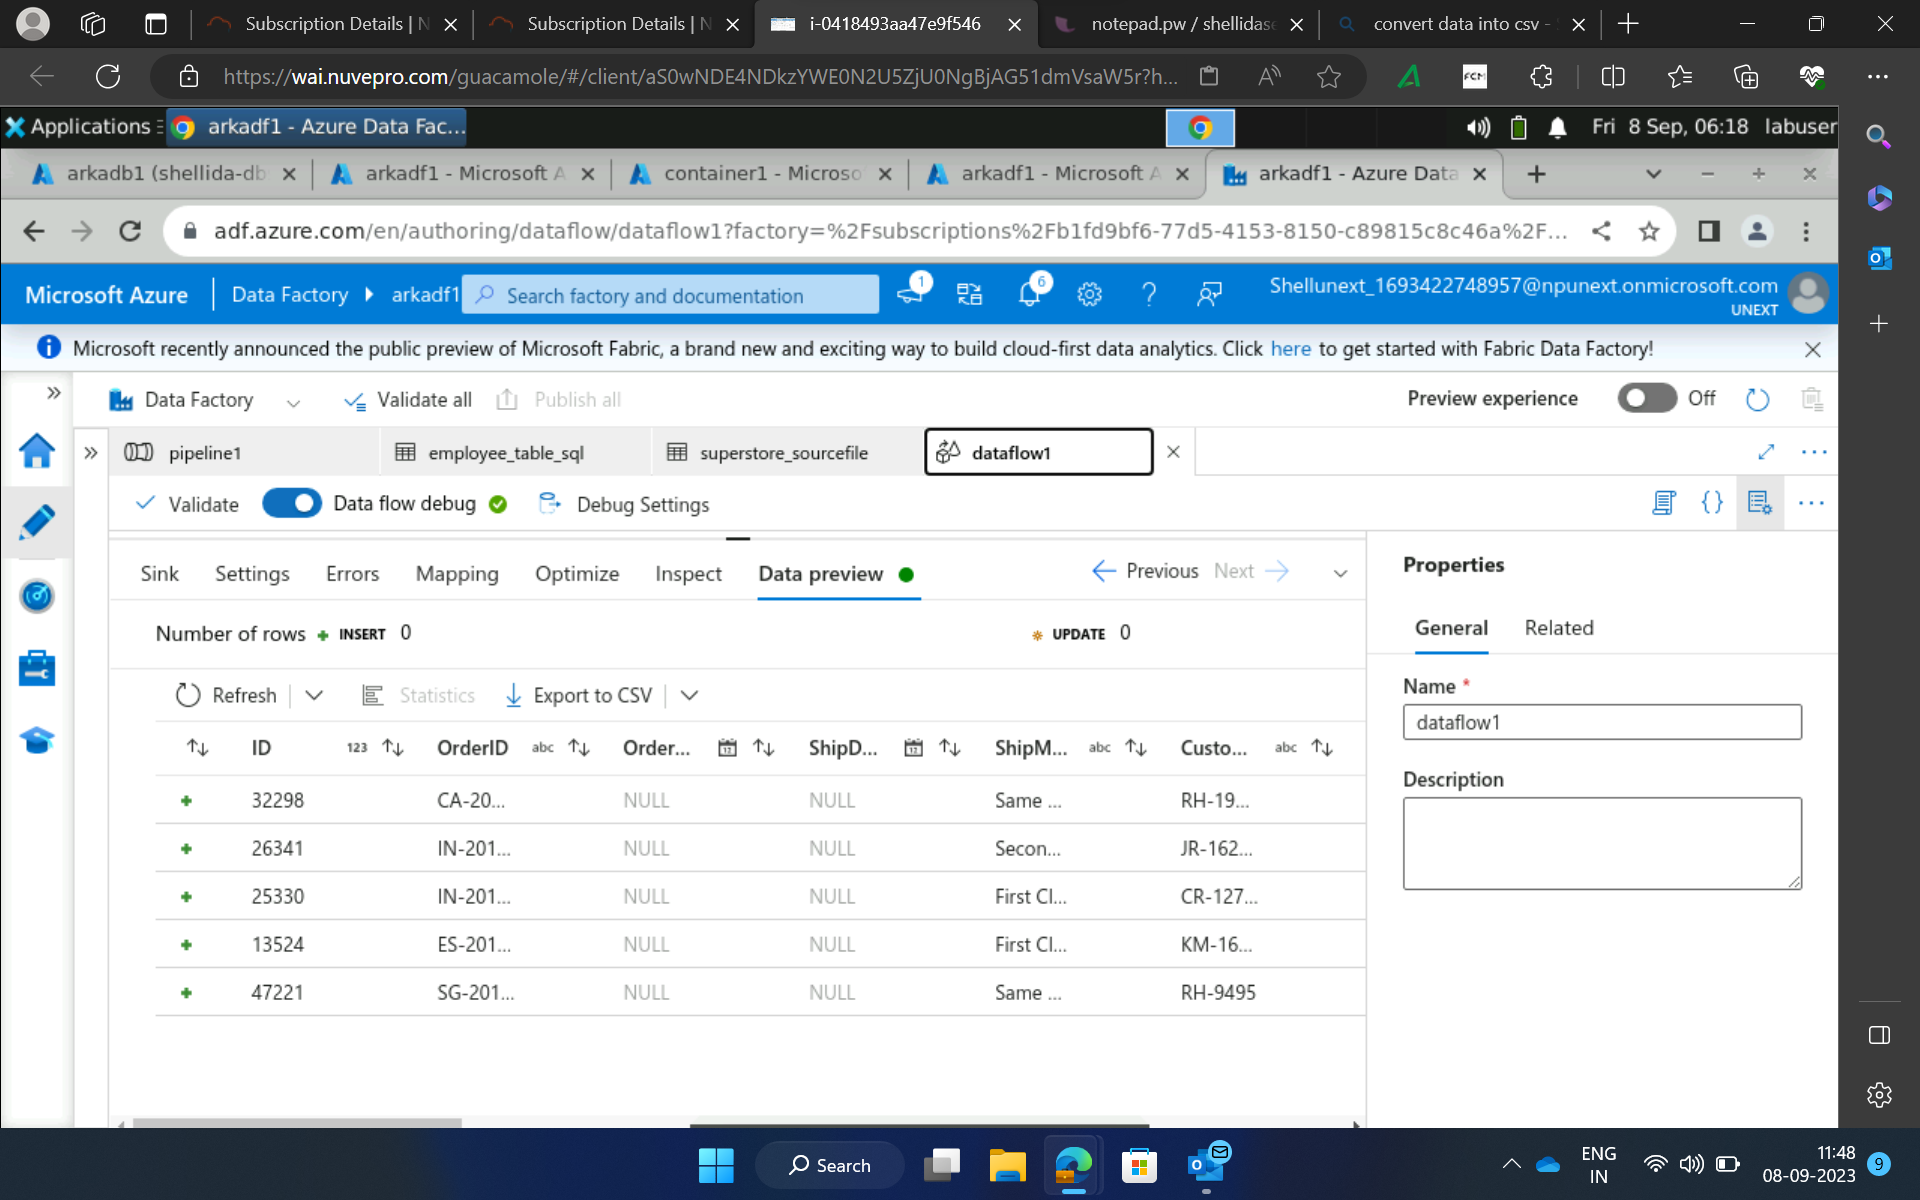 Subscription Details | N
Subscription Details | N
i-0418493aa47e9f546
notepad.pw / shellidase
convert data into csv -
https://wai.nuvepro.com/guacamole/#/client/aS0wNDE4NDkzYWE0N2U5ZjU0NgBjAG51dmVsaW5r?h...
FCM
Applications
arkadf1 - Azure Data Fac...
Fri 8 Sep, 06:18 labuser
arkadb1 (shellida-db
arkadf1 - Microsoft A
container1 - Microso
arkadf1 - Microsoft A
arkadf1 - Azure Data
adf.azure.com/en/authoring/dataflow/dataflow1?factory=%2Fsubscriptions%2Fb1fd9bf6-77d5-4153-8150-c89815c8c46a%2F...
Microsoft Azure
Data Factory
arkadf1
Search factory and documentation
1
6
Shellunext_1693422748957@npunext.onmicrosoft.com
UNEXT
Microsoft recently announced the public preview of Microsoft Fabric, a brand new and exciting way to build cloud-first data analytics. Click here to get started with Fabric Data Factory!
Data Factory
Validate all
Publish all
Preview experience
Off
pipeline1
employee_table_sql
superstore_sourcefile
dataflow1
Validate
Data flow debug
Debug Settings
Sink Settings Errors Mapping Optimize Inspect Data preview
Previous Next
Number of rows + INSERT 0
UPDATE 0
Refresh
Statistics
Export to CSV
ID 123 OrderID abc Order... ShipD... ShipM... abc Custo... abc
32298 CA-20... NULL NULL Same ... RH-19...
26341 IN-201... NULL NULL Secon... JR-162...
25330 IN-201... NULL NULL First Cl... CR-127...
13524 ES-201... NULL NULL First Cl... KM-16...
47221 SG-201... NULL NULL Same ... RH-9495
Properties
General Related
Name *
dataflow1
Description
Search
ENG
IN
11:48
08-09-2023
9